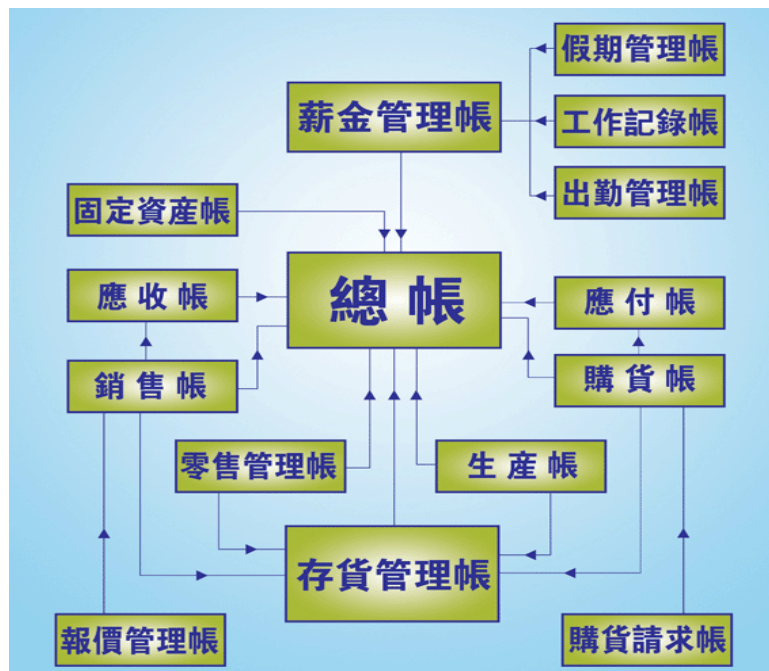 假期管理帳
薪金管理帳
工作記錄帳
出勤管理帳
固定資産帳
總帳
應收帳
應付帳
銷售帳
購貨帳
零售管理帳
生産帳
存貨管理帳
報價管理帳
購貨請求帳